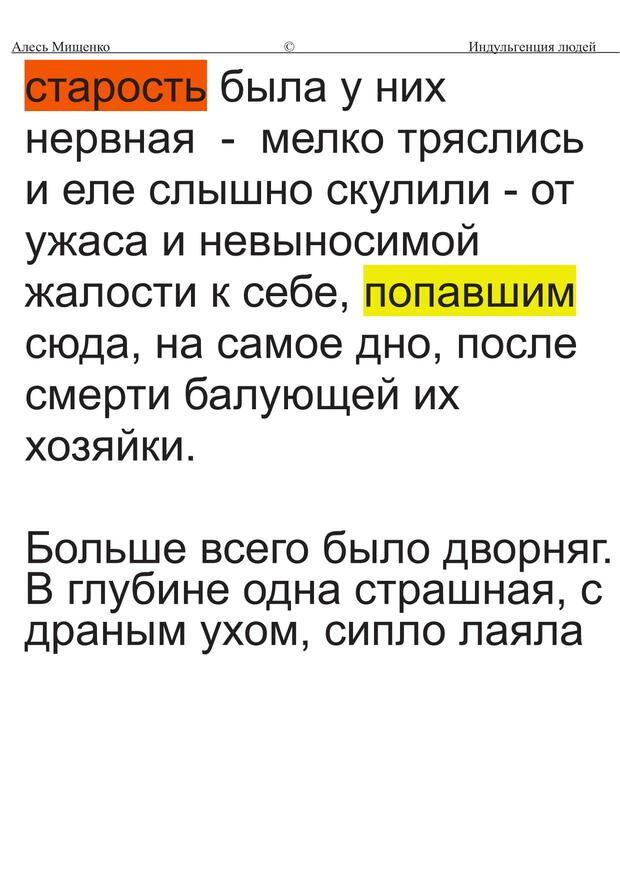 Алесь Мищенко © Индульгенция людей
старость была у них
нервная - мелко тряслись
и еле слышно скулили - от
ужаса и невыносимой
жалости к себе, попавшим
сюда, на самое дно, после
смерти балующей их
хозяйки.
Больше всего было дворняг.
В глубине одна страшная, с
драным ухом, сипло лаяла